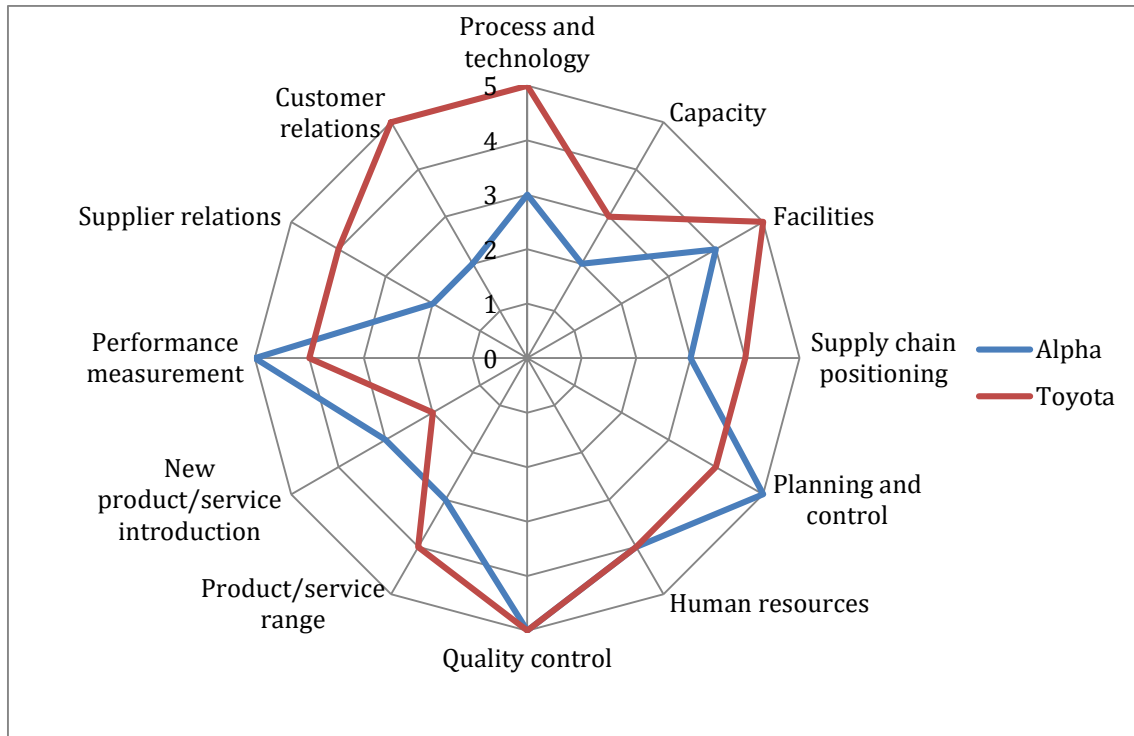 Process and
technology
Capacity
Facilities
Supply chain
positioning
Planning and
control
Human resources
Quality control
Product/service
range
New
product/service
introduction
Performance
measurement
Supplier relations
Customer
relations
5
4
3
2
1
0
Alpha
Toyota